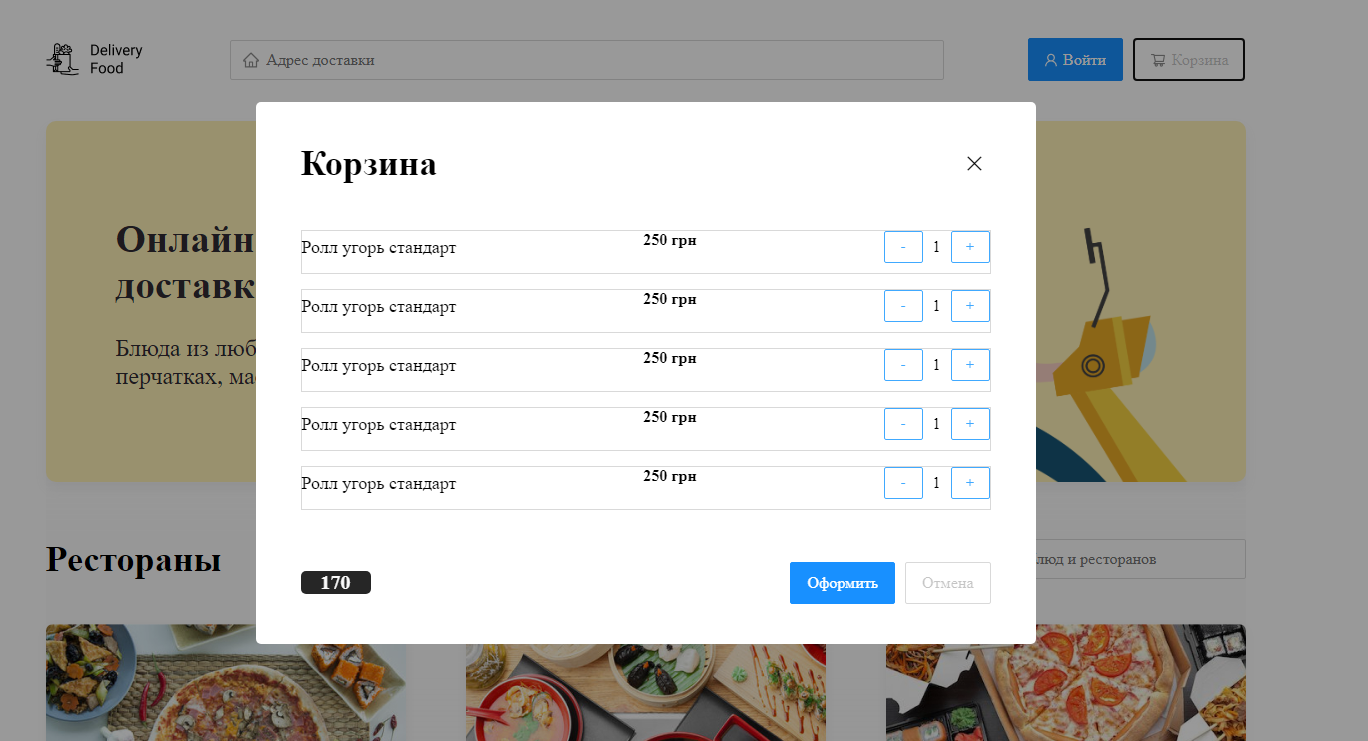 Delivery
Food
Адрес доставки
Войти
Корзина
Корзина
Онлайн
Ролл угорь стандарт 250 грн - 1 +
доставк
Ролл угорь стандарт 250 грн - 1 +
Блюда из люб
перчатках, ма
Ролл угорь стандарт 250 грн - 1 +
Ролл угорь стандарт 250 грн - 1 +
Ролл угорь стандарт 250 грн - 1 +
Рестораны
люд и ресторанов
170
Оформить
Отмена